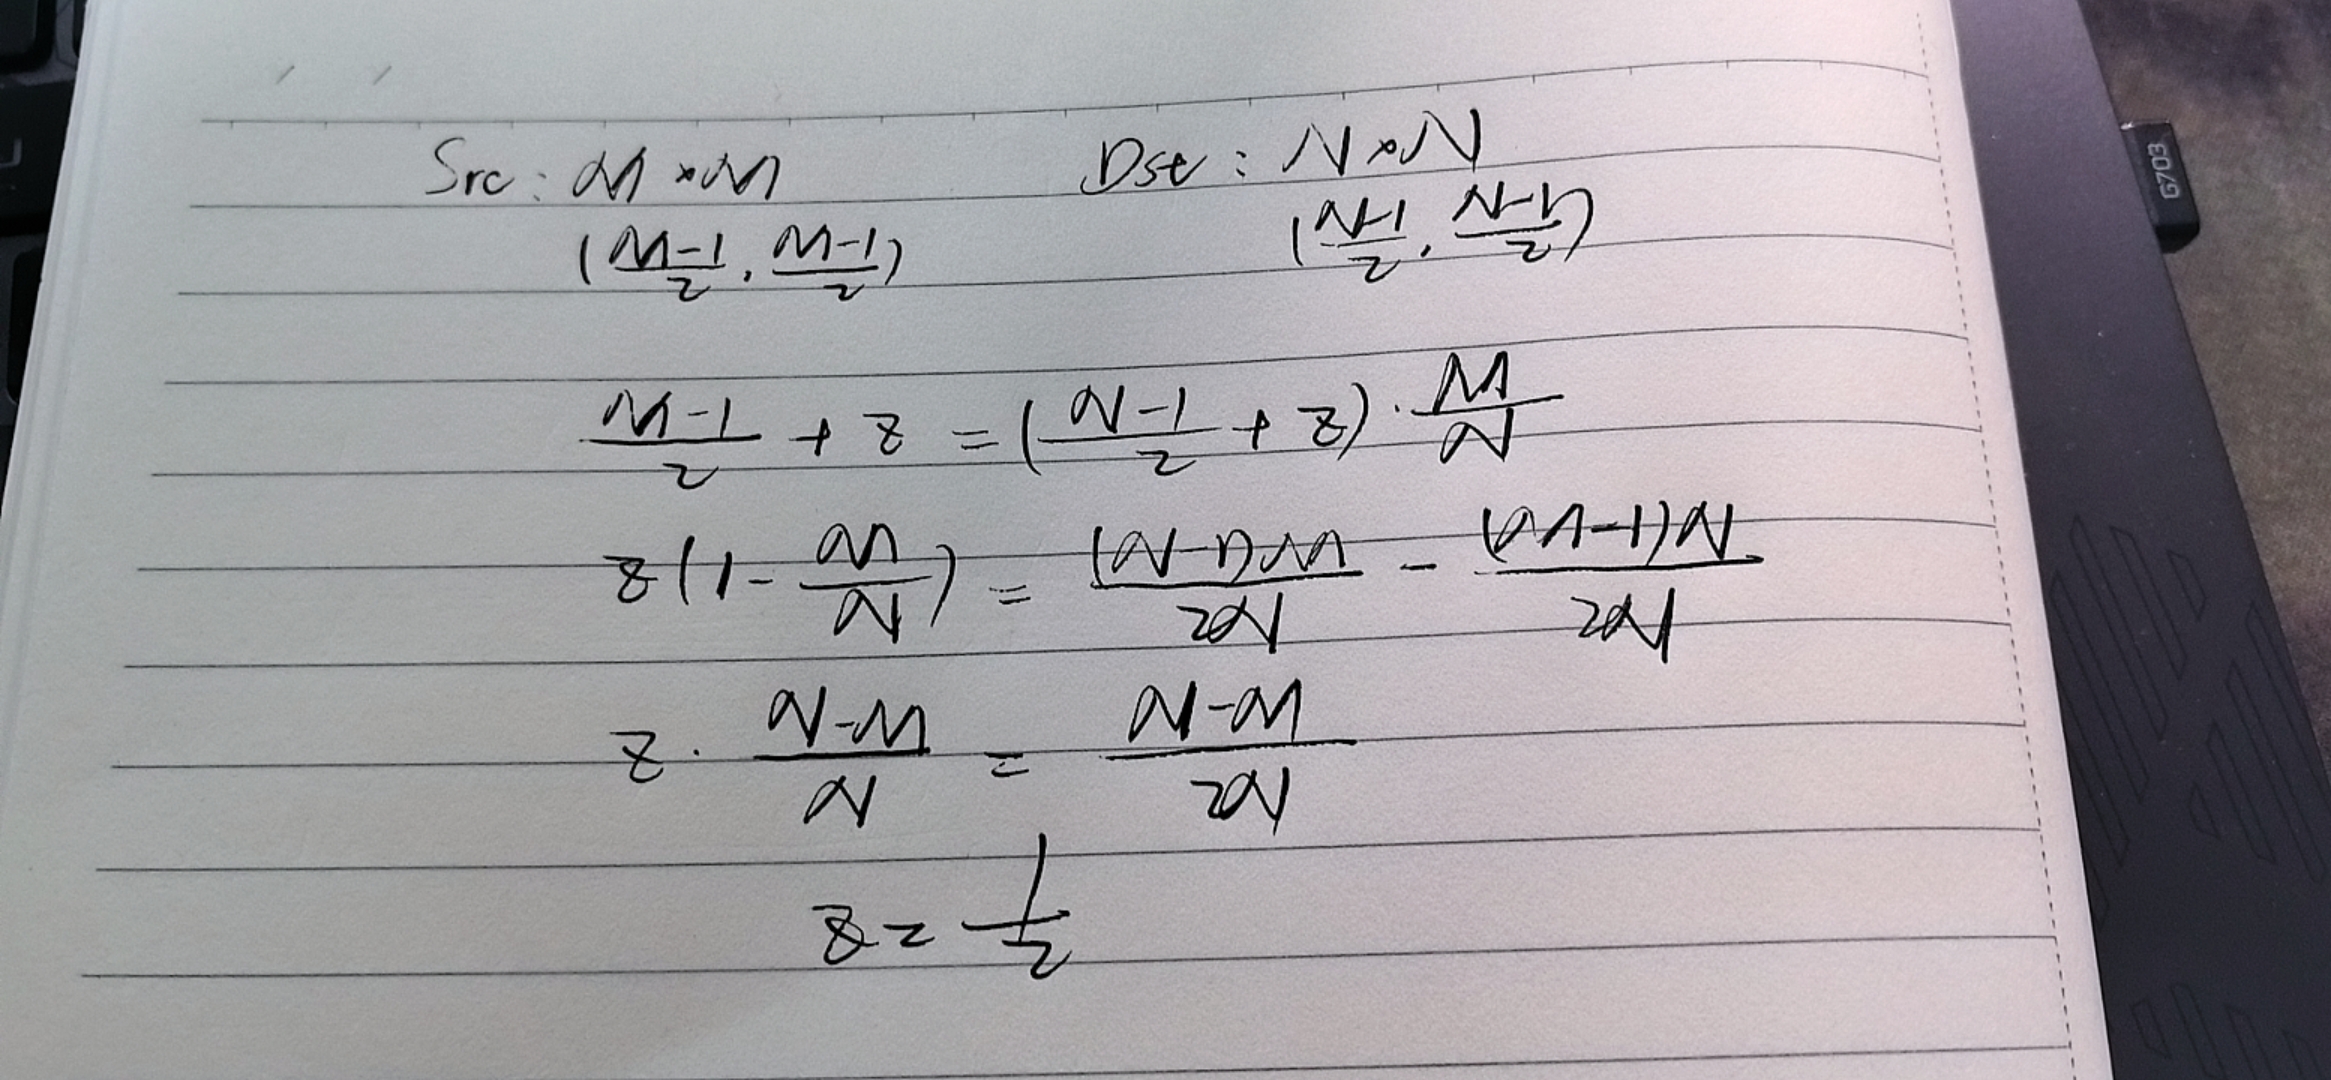 Src: M×M Dst: N×N
(\frac{M-1}{2}, \frac{M-1}{2}) (\frac{N-1}{2}, \frac{N-1}{2})
\frac{M-1}{2} + z = (\frac{N-1}{2} + z) \cdot \frac{M}{N}
z(1 - \frac{M}{N}) = \frac{(N-1)M}{2N} - \frac{(M-1)N}{2N}
z \cdot \frac{N-M}{N} = \frac{N-M}{2N}
z = \frac{1}{2}
G703